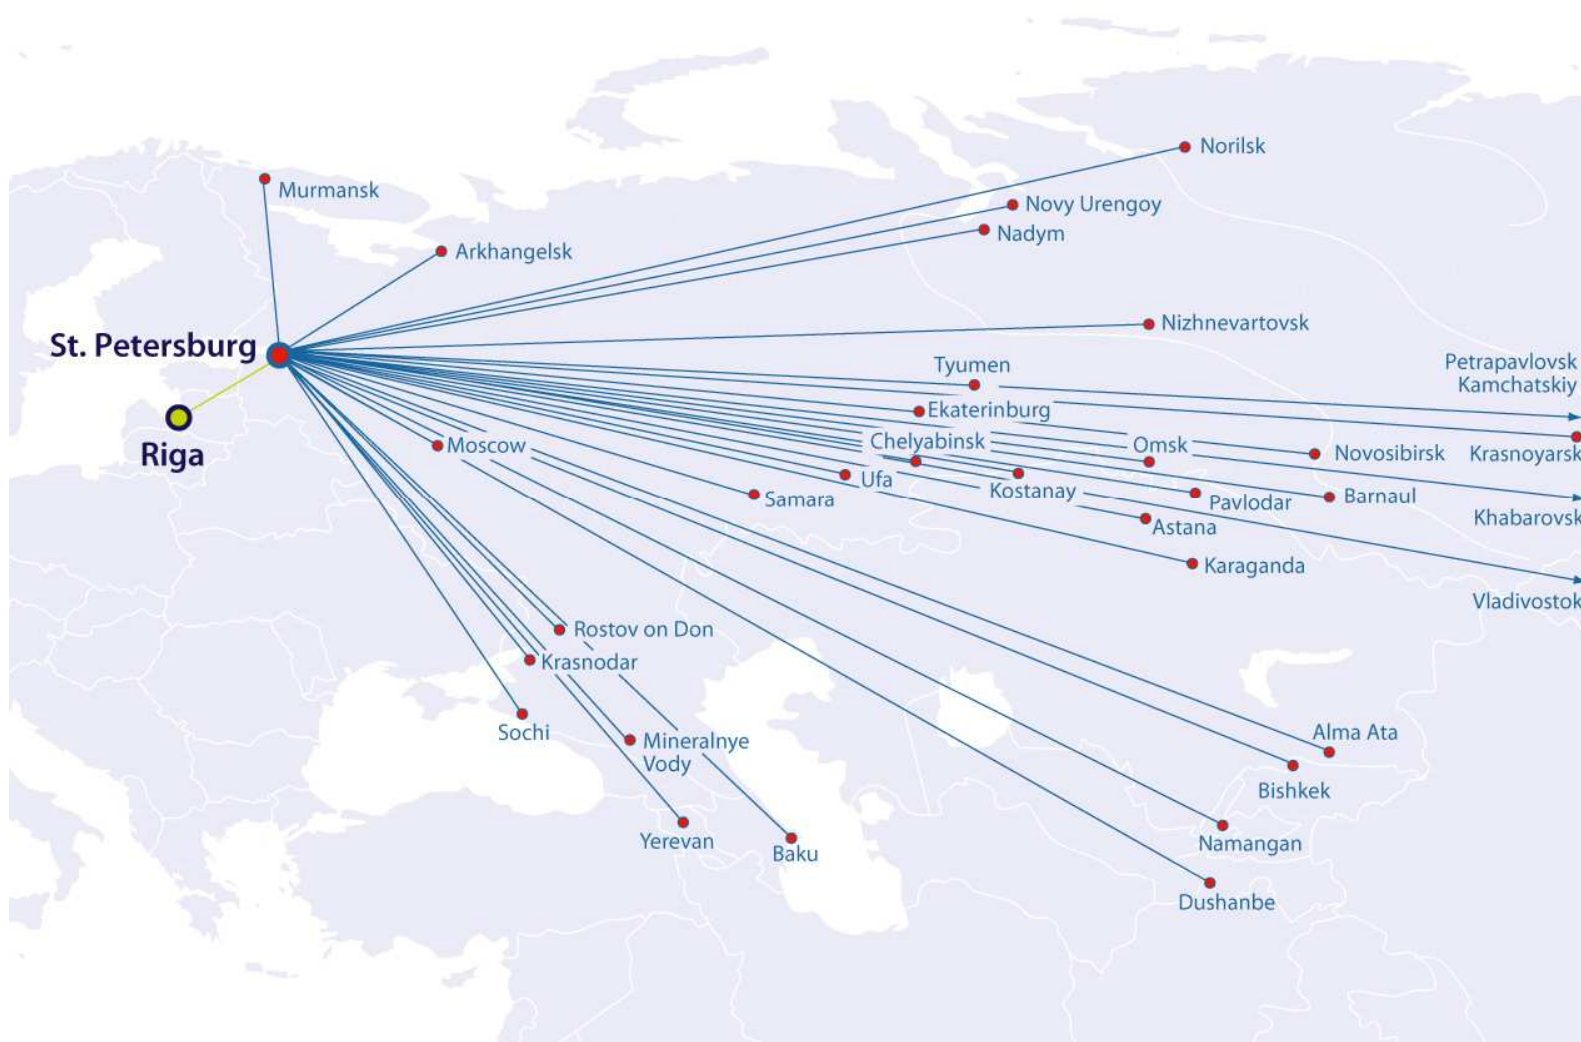 Norilsk
Murmansk
Novy Urengoy
Nadym
Arkhangelsk
Nizhnevartovsk
St. Petersburg
Tyumen
Petrapavlovsk
Kamchatskiy
Ekaterinburg
Riga
Moscow
Chelyabinsk
Omsk
Novosibirsk
Krasnoyarsk
Ufa
Kostanay
Samara
Pavlodar
Barnaul
Astana
Khabarovsk
Karaganda
Vladivostok
Rostov on Don
Krasnodar
Sochi
Mineralnye
Vody
Alma Ata
Bishkek
Yerevan
Baku
Namangan
Dushanbe